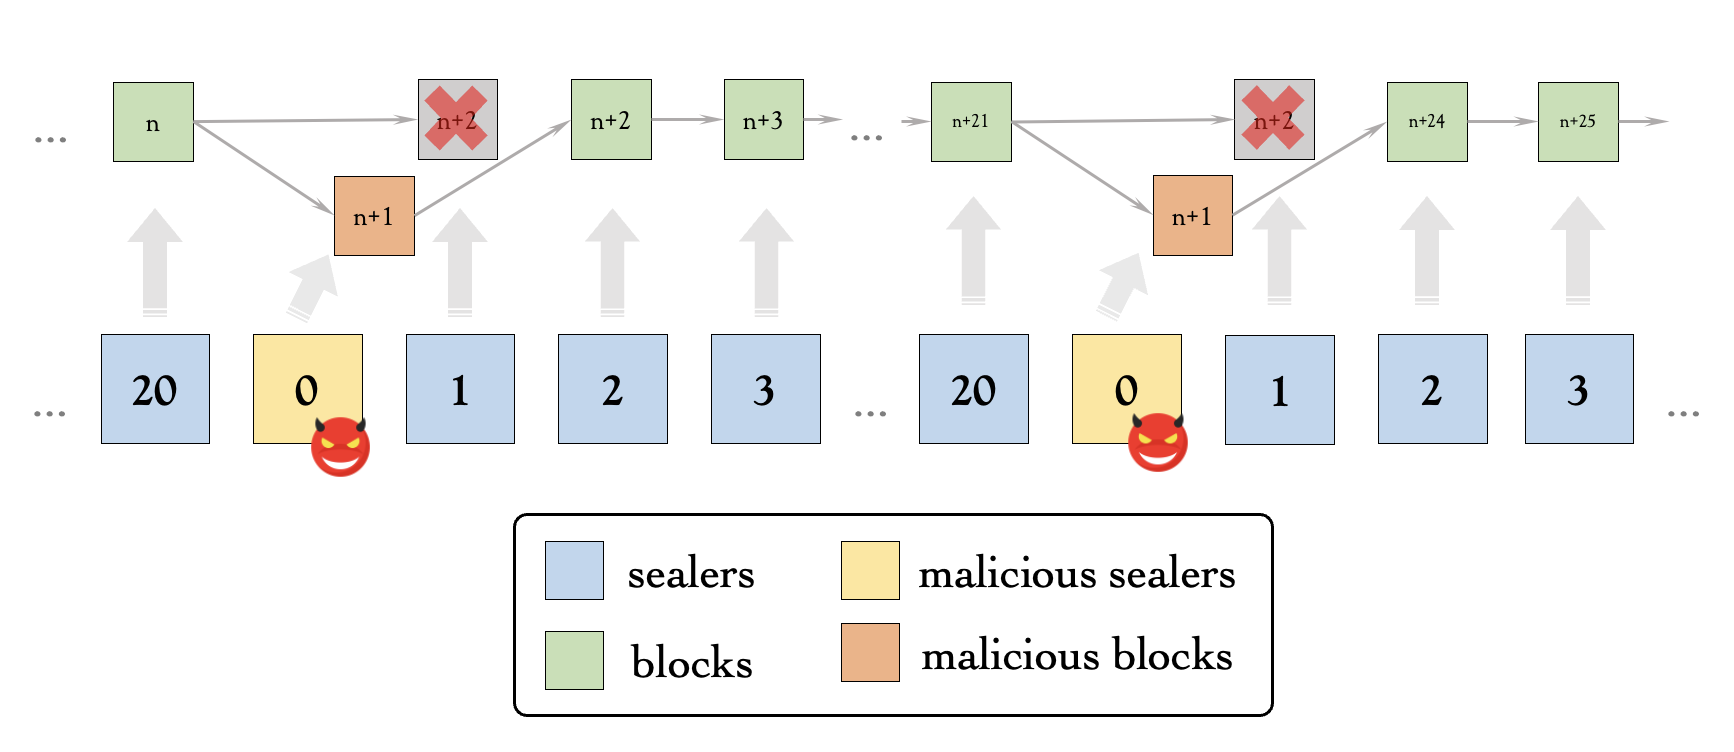 ... n n+2 n+2 n+3 ... n+21 n+2 n+24 n+25
n+1 n+1
... 20 0 1 2 3 ... 20 0 1 2 3 ...
sealers malicious sealers
blocks malicious blocks